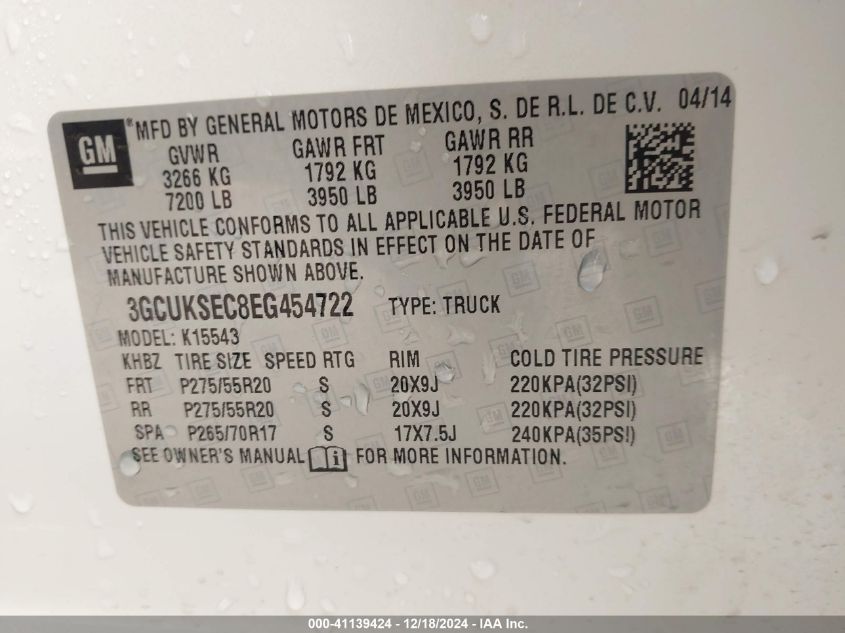 GM ® MFD BY GENERAL MOTORS DE MEXICO, S. DE R.L. DE C.V. 04/14
GVWR GAWR FRT GAWR RR
3266 KG 1792 KG 1792 KG
7200 LB 3950 LB 3950 LB
THIS VEHICLE CONFORMS TO ALL APPLICABLE U.S. FEDERAL MOTOR
VEHICLE SAFETY STANDARDS IN EFFECT ON THE DATE OF
MANUFACTURE SHOWN ABOVE.
3GCUKSEC8EG454722 TYPE: TRUCK
MODEL: K15543
KHBZ TIRE SIZE SPEED RTG RIM COLD TIRE PRESSURE
FRT P275/55R20 S 20X9J 220KPA(32PSI)
RR P275/55R20 S 20X9J 220KPA(32PSI)
SPA P265/70R17 S 17X7.5J 240KPA(35PSI)
SEE OWNER'S MANUAL i FOR MORE INFORMATION.
000-41139424 - 12/18/2024 - IAA Inc.